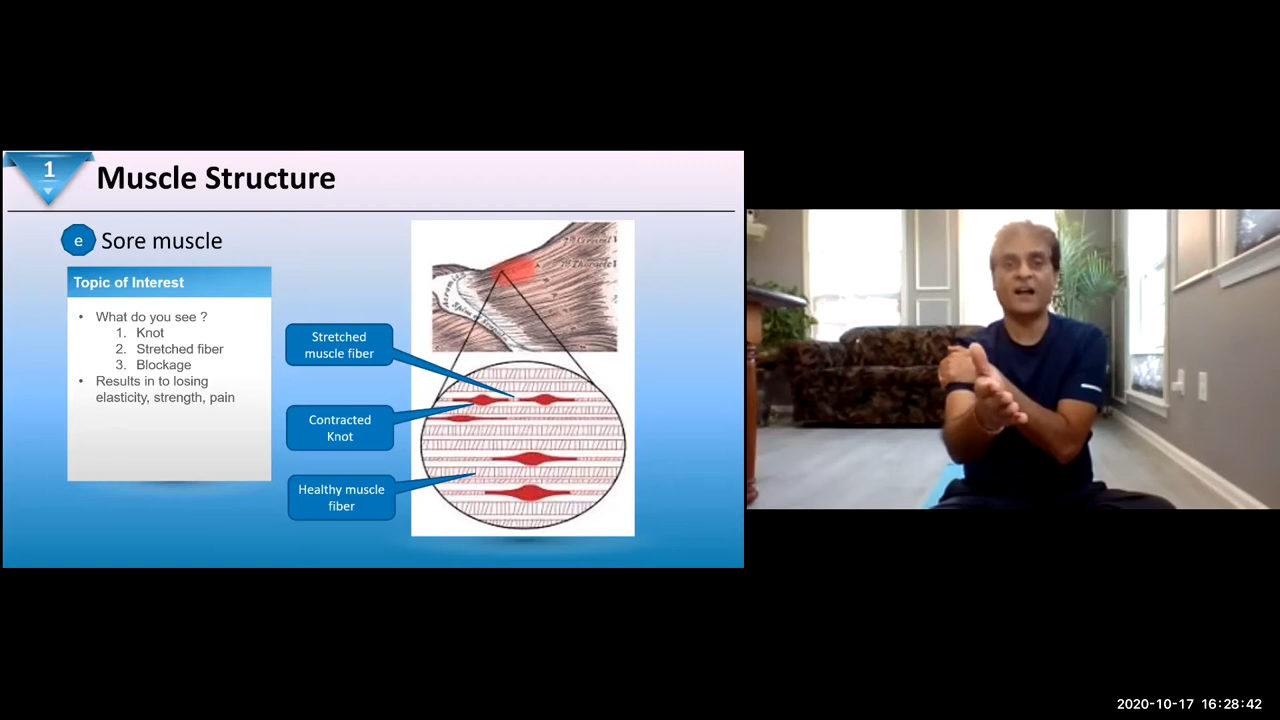 1
Muscle Structure
e
Sore muscle
Topic of Interest
• What do you see ?
1. Knot
2. Stretched fiber
3. Blockage
• Results in to losing
elasticity, strength, pain
Stretched
muscle fiber
Contracted
Knot
Healthy muscle
fiber
2020-10-17 16:28:42